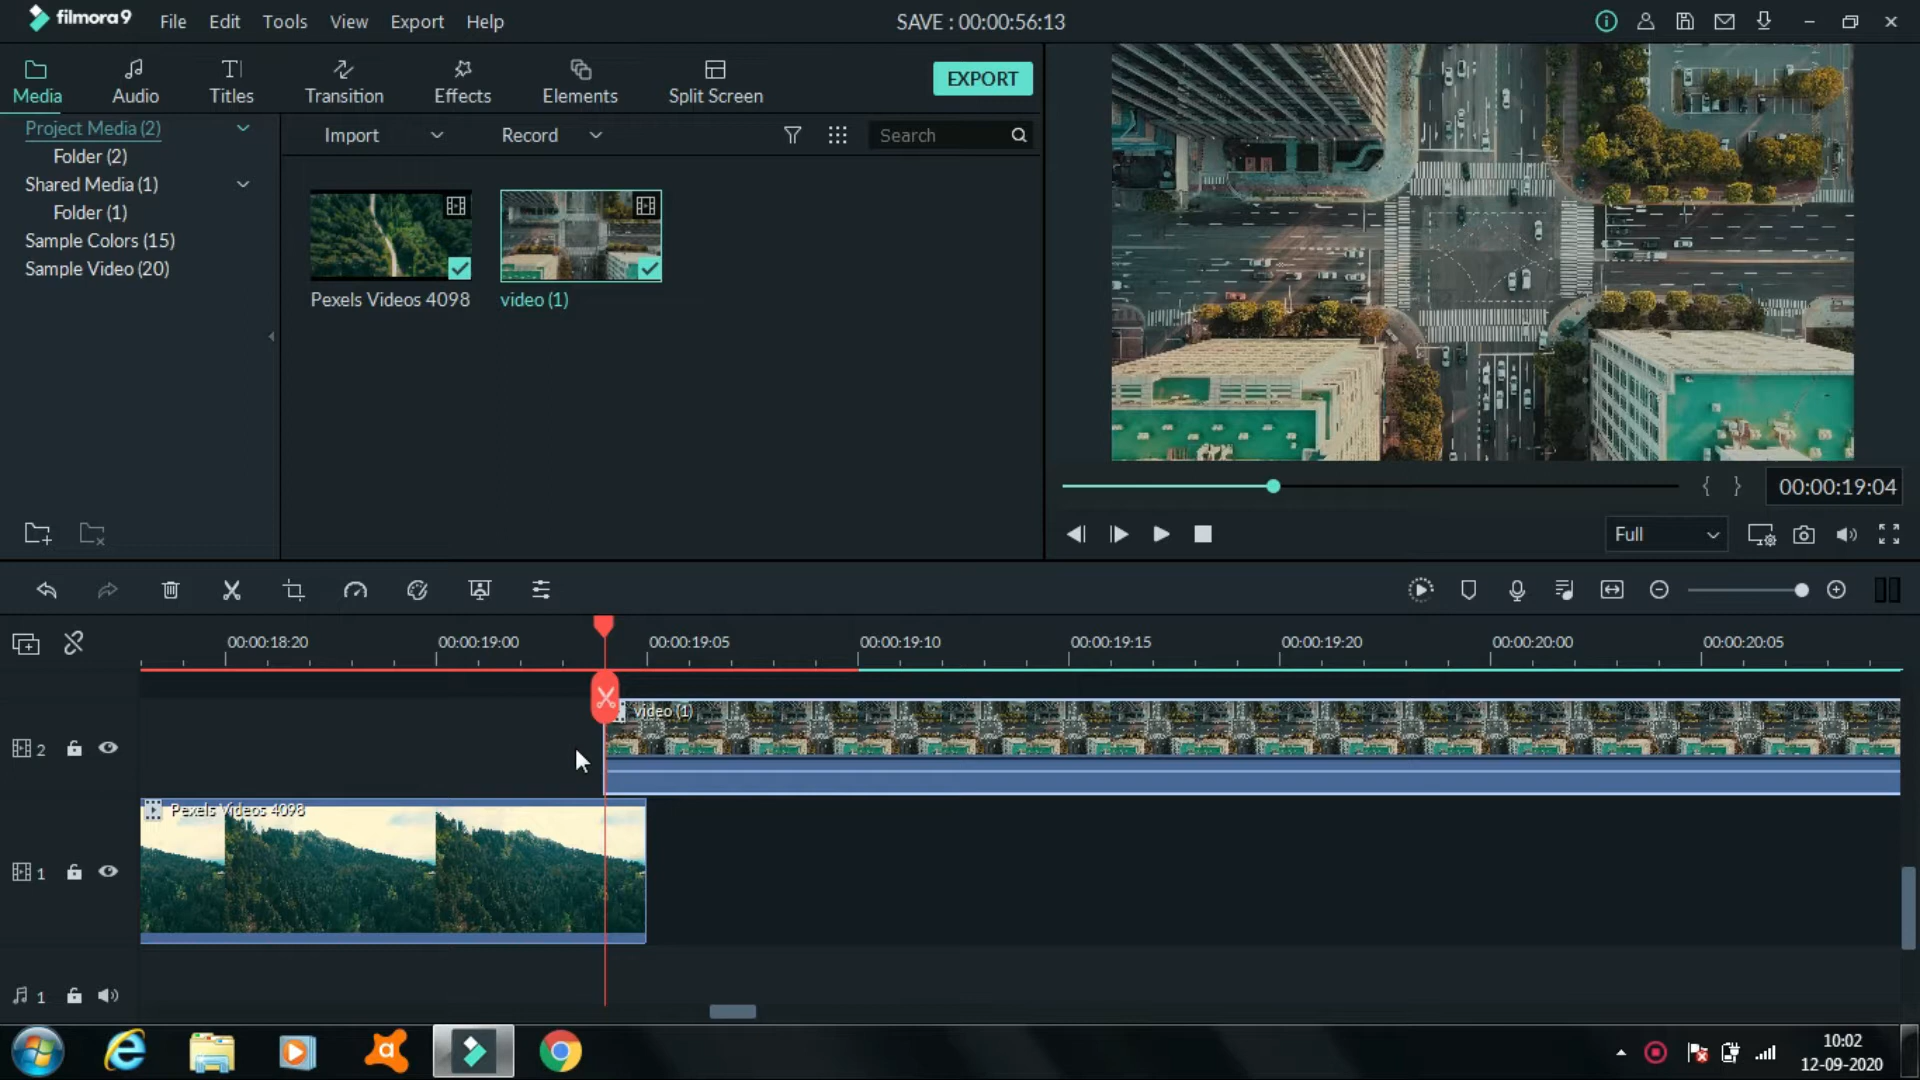 filmora9
File Edit Tools View Export Help
SAVE : 00:00:56:13
Media Audio Titles Transition Effects Elements Split Screen
EXPORT
Project Media (2)
Folder (2)
Shared Media (1)
Folder (1)
Sample Colors (15)
Sample Video (20)
Import Record Search
Pexels Videos 4098 video (1)
00:00:19:04
Full
00:00:18:20 00:00:19:00 00:00:19:05 00:00:19:10 00:00:19:15 00:00:19:20 00:00:20:00 00:00:20:05
video (1)
2
Pexels Videos 4098
1
1
10:02
12-09-2020